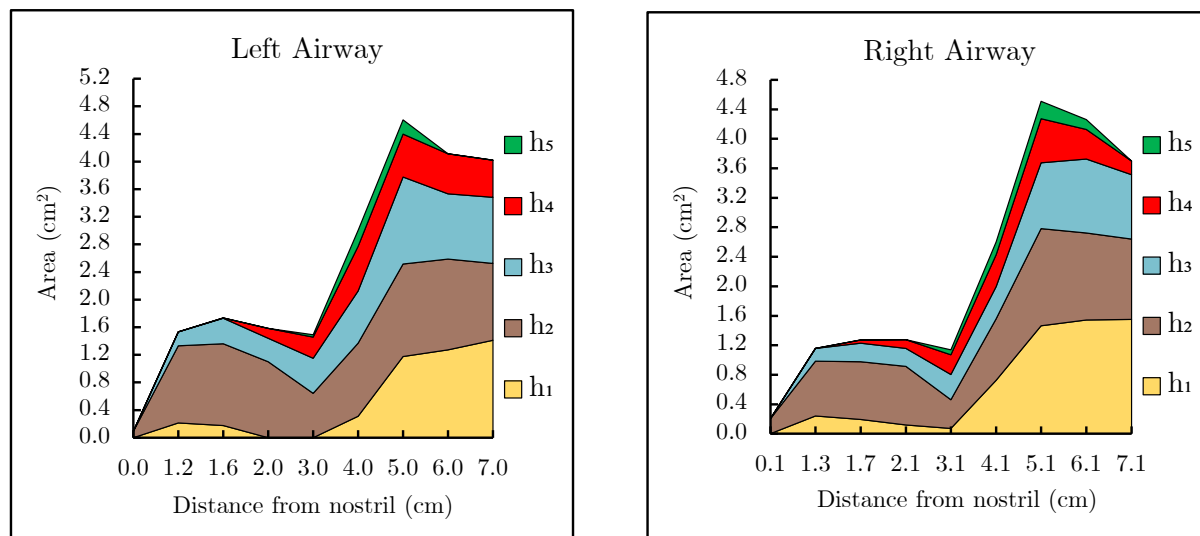 Left Airway
5.2
4.8
4.4
4.0
3.6
3.2
2.8
2.4
2.0
1.6
1.2
0.8
0.4
0.0
Area (cm²)
0.0 1.2 1.6 2.0 3.0 4.0 5.0 6.0 7.0
Distance from nostril (cm)
h₅
h₄
h₃
h₂
h₁
Right Airway
4.8
4.4
4.0
3.6
3.2
2.8
2.4
2.0
1.6
1.2
0.8
0.4
0.0
Area (cm²)
0.1 1.3 1.7 2.1 3.1 4.1 5.1 6.1 7.1
Distance from nostril (cm)
h₅
h₄
h₃
h₂
h₁